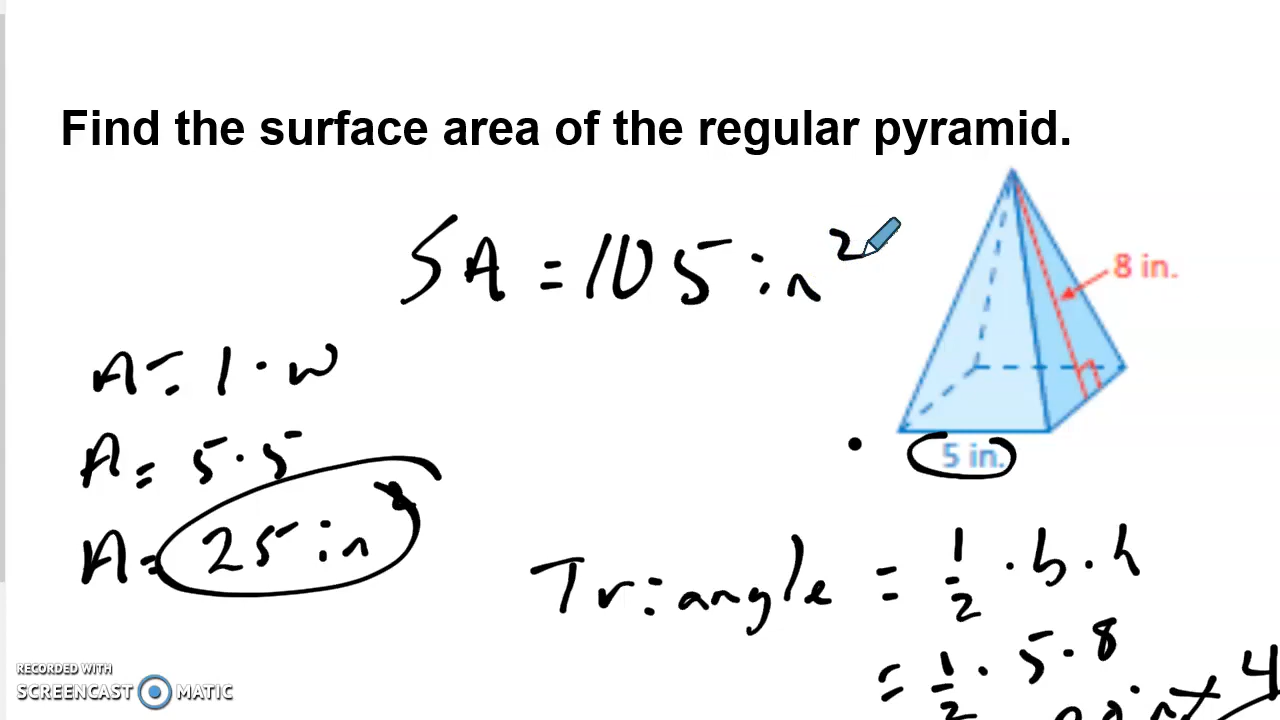 Find the surface area of the regular pyramid.
SA = 105 in²
8 in.
A = l · w
A = 5 · 5
A = 25 in²
5 in.
Triangle = 1/2 · b · h
= 1/2 · 5 · 8
4
RECORDED WITH
SCREENCAST MATIC